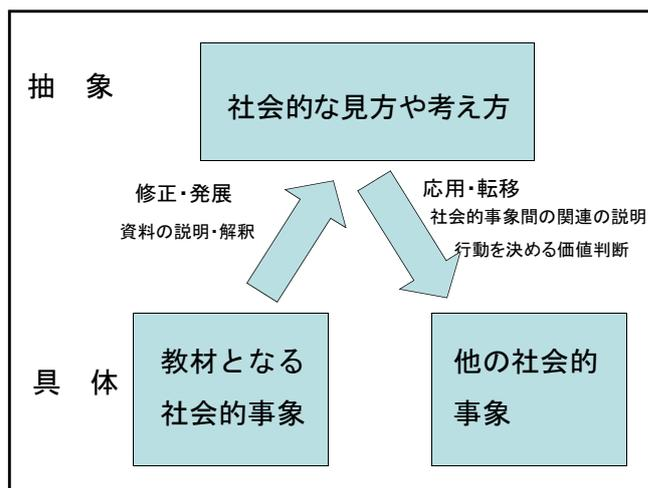 抽　象
社会的な見方や考え方
修正・発展
資料の説明・解釈
応用・転移
社会的事象間の関連の説明
行動を決める価値判断
具　体
教材となる
社会的事象
他の社会的
事象